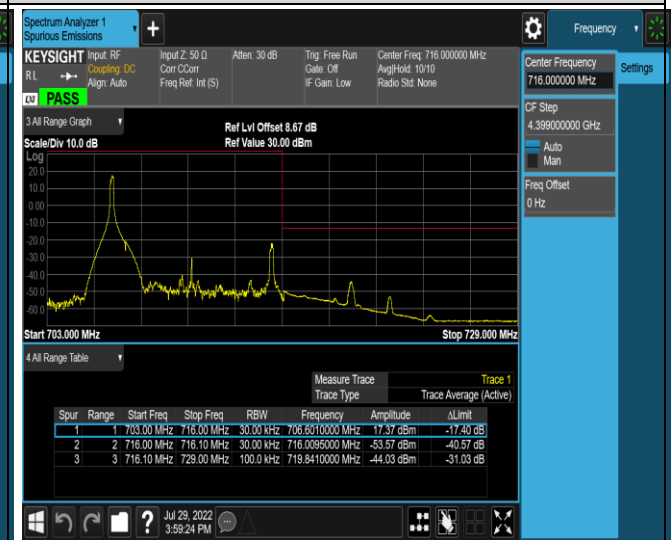 Spectrum Analyzer 1
Spurious Emissions
Frequency
KEYSIGHT Input: RF Input Z: 50 Ω Atten: 30 dB Trig: Free Run Center Freq: 716.000000 MHz
R L Coupling: DC Corr CCorr Gate: Off Avg|Hold: 10/10
Align: Auto Freq Ref: Int (S) IF Gain: Low Radio Std: None
LXI PASS
Center Frequency
716.000000 MHz
Settings
CF Step
4.399000000 GHz
Auto
Man
Freq Offset
0 Hz
3 All Range Graph
Ref Lvl Offset 8.67 dB
Scale/Div 10.0 dB Ref Value 30.00 dBm
Log
20.0
10.0
0.00
-10.0
-20.0
-30.0
-40.0
-50.0
-60.0
Start 703.000 MHz Stop 729.000 MHz
4 All Range Table
Measure Trace Trace 1
Trace Type Trace Average (Active)
Spur Range Start Freq Stop Freq RBW Frequency Amplitude ΔLimit
1 1 703.00 MHz 716.00 MHz 30.00 kHz 706.6010000 MHz 17.37 dBm -17.40 dB
2 2 716.00 MHz 716.10 MHz 30.00 kHz 716.0095000 MHz -53.57 dBm -40.57 dB
3 3 716.10 MHz 729.00 MHz 100.0 kHz 719.8410000 MHz -44.03 dBm -31.03 dB
Jul 29, 2022
3:59:24 PM